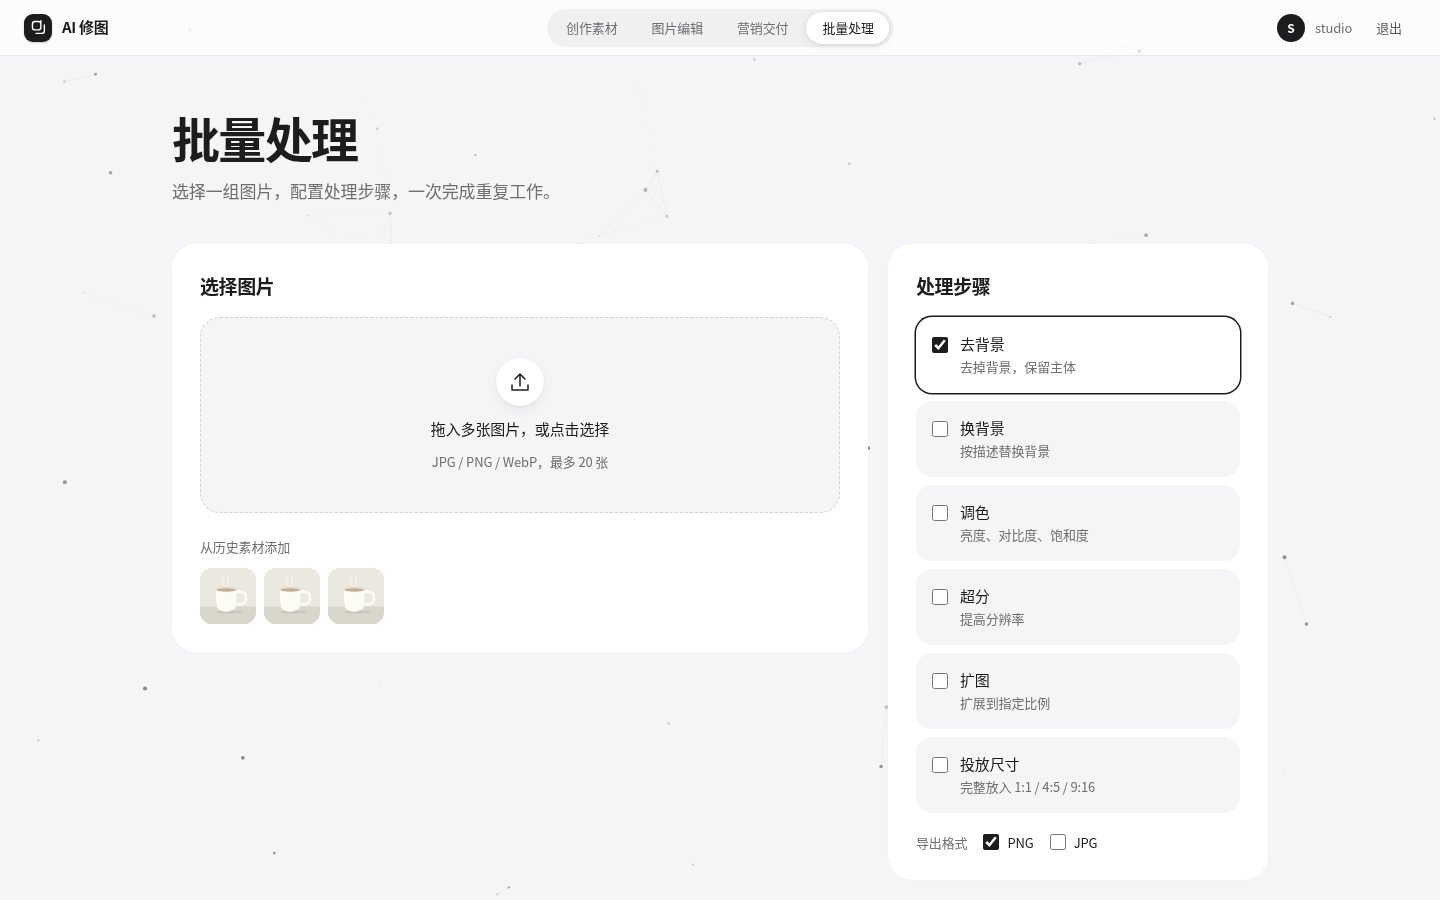 AI 修图
创作素材
图片编辑
营销交付
批量处理
S
studio
退出
批量处理
选择一组图片，配置处理步骤，一次完成重复工作。
选择图片
拖入多张图片，或点击选择
JPG / PNG / WebP，最多 20 张
从历史素材添加
处理步骤
去背景
去掉背景，保留主体
换背景
按描述替换背景
调色
亮度、对比度、饱和度
超分
提高分辨率
扩图
扩展到指定比例
投放尺寸
完整放入 1:1 / 4:5 / 9:16
导出格式 PNG JPG